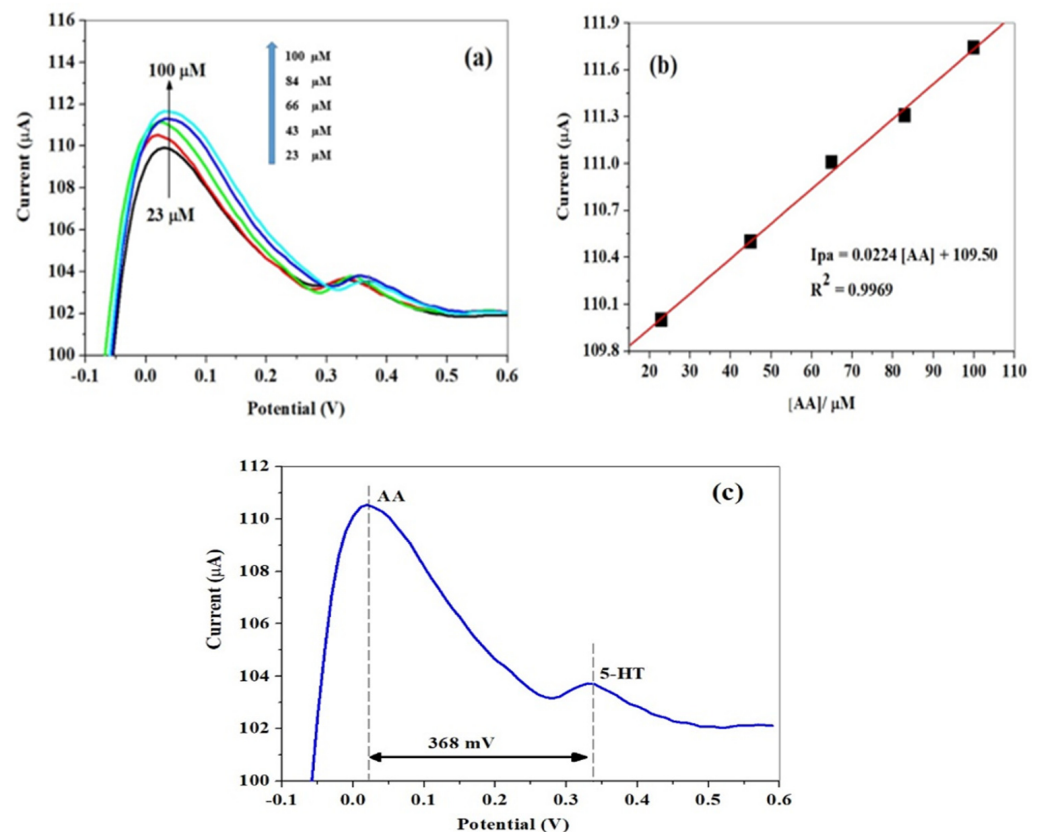 116
114
112
110
108
106
104
102
100
-0.1
0.0
0.1
0.2
0.3
0.4
0.5
0.6
Current (μA)
Potential (V)
(a)
100 μM
23 μM
100 μM
84 μM
66 μM
43 μM
23 μM
111.9
111.6
111.3
111.0
110.7
110.4
110.1
109.8
20
30
40
50
60
70
80
90
100
110
Current (μA)
[AA]/ μM
(b)
Ipa = 0.0224 [AA] + 109.50
R² = 0.9969
112
110
108
106
104
102
100
-0.1
0.0
0.1
0.2
0.3
0.4
0.5
0.6
Current (μA)
Potential (V)
(c)
AA
5-HT
368 mV